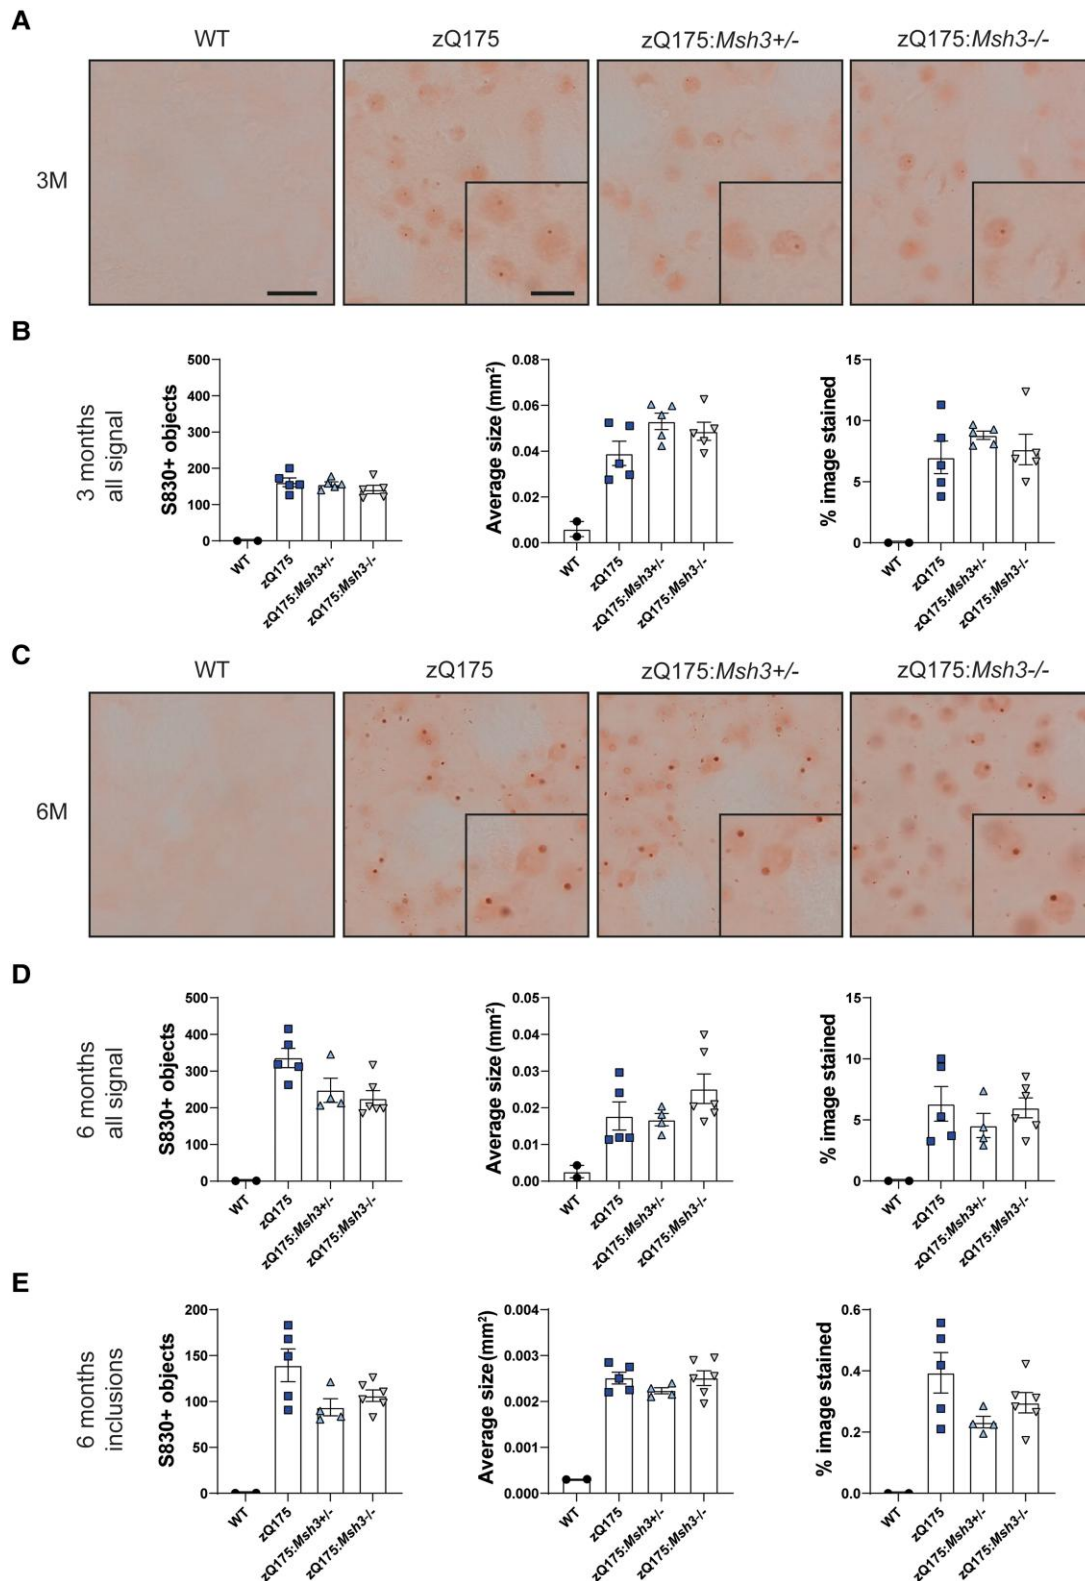 A
WT
zQ175
zQ175:Msh3+/-
zQ175:Msh3-/-
3M
B
3 months
all signal
S830+ objects
500
400
300
200
100
0
WT
zQ175
zQ175:Msh3+/-
zQ175:Msh3-/-
Average size (mm²)
0.08
0.06
0.04
0.02
0.00
WT
zQ175
zQ175:Msh3+/-
zQ175:Msh3-/-
% image stained
15
10
5
0
WT
zQ175
zQ175:Msh3+/-
zQ175:Msh3-/-
C
WT
zQ175
zQ175:Msh3+/-
zQ175:Msh3-/-
6M
D
6 months
all signal
S830+ objects
500
400
300
200
100
0
WT
zQ175
zQ175:Msh3+/-
zQ175:Msh3-/-
Average size (mm²)
0.05
0.04
0.03
0.02
0.01
0.00
WT
zQ175
zQ175:Msh3+/-
zQ175:Msh3-/-
% image stained
15
10
5
0
WT
zQ175
zQ175:Msh3+/-
zQ175:Msh3-/-
E
6 months
inclusions
S830+ objects
200
150
100
50
0
WT
zQ175
zQ175:Msh3+/-
zQ175:Msh3-/-
Average size (mm²)
0.004
0.003
0.002
0.001
0.000
WT
zQ175
zQ175:Msh3+/-
zQ175:Msh3-/-
% image stained
0.6
0.4
0.2
0.0
WT
zQ175
zQ175:Msh3+/-
zQ175:Msh3-/-